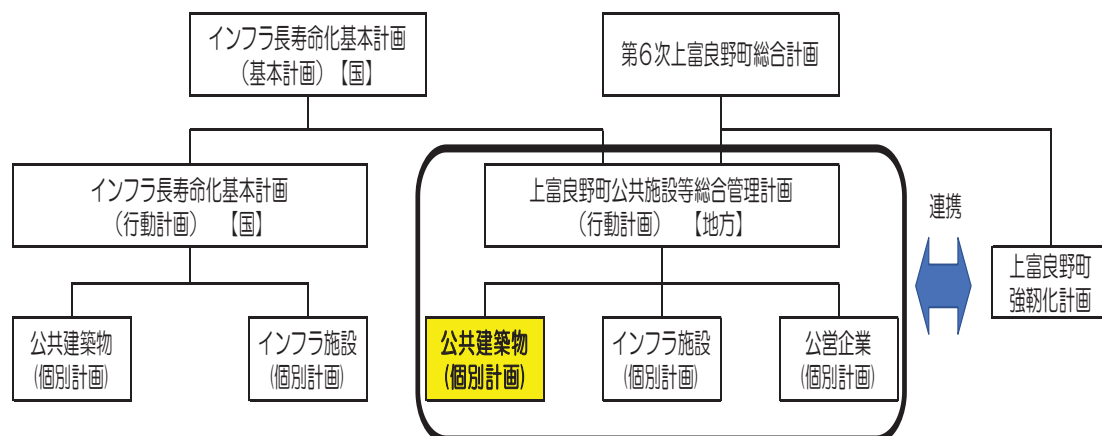 インフラ長寿命化基本計画
（基本計画）【国】
第６次上富良野町総合計画
インフラ長寿命化基本計画
（行動計画）　【国】
上富良野町公共施設等総合管理計画
（行動計画）　【地方】
連携
上富良野町
強靭化計画
公共建築物
(個別計画)
インフラ施設
(個別計画)
公共建築物
(個別計画)
インフラ施設
(個別計画)
公営企業
(個別計画)